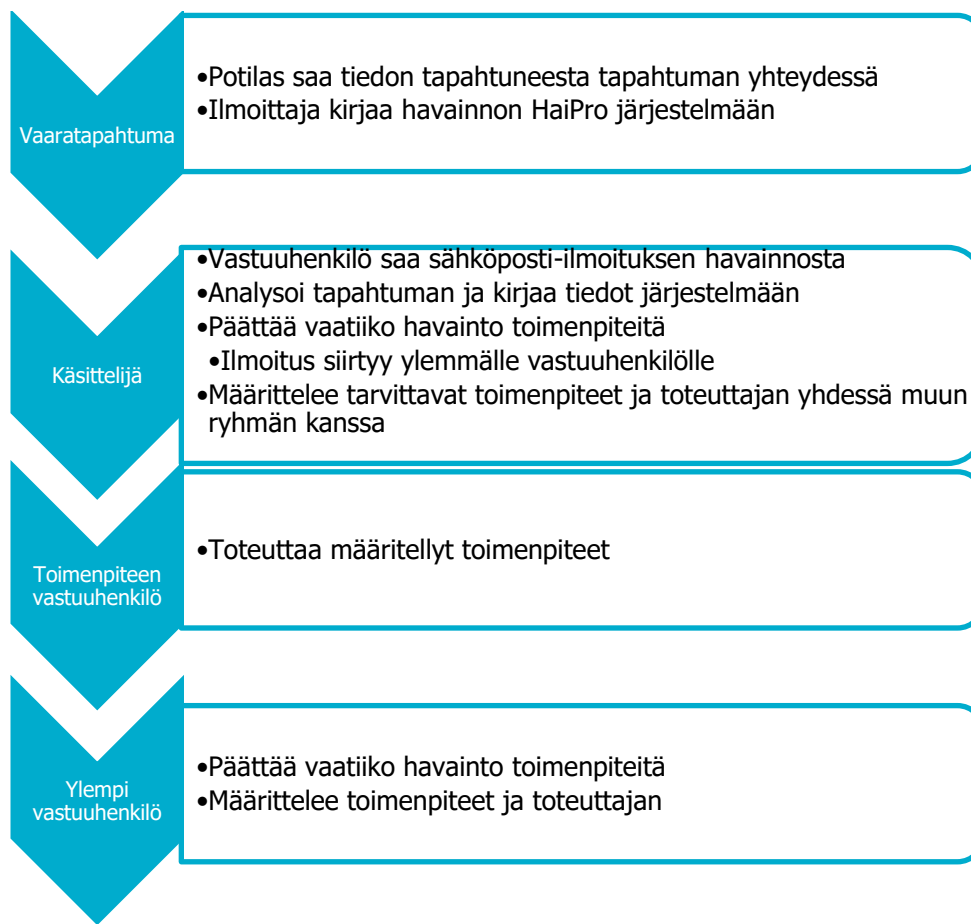 Vaaratapahtuma
•Potilas saa tiedon tapahtuneesta tapahtuman yhteydessä
•Ilmoittaja kirjaa havainnon HaiPro järjestelmään
Käsittelijä
•Vastuuhenkilö saa sähköposti-ilmoituksen havainnosta
•Analysoi tapahtuman ja kirjaa tiedot järjestelmään
•Päättää vaatiiko havainto toimenpiteitä
•Ilmoitus siirtyy ylemmälle vastuuhenkilölle
•Määrittelee tarvittavat toimenpiteet ja toteuttajan yhdessä muun
ryhmän kanssa
Toimenpiteen
vastuuhenkilö
•Toteuttaa määritellyt toimenpiteet
Ylempi
vastuuhenkilö
•Päättää vaatiiko havainto toimenpiteitä
•Määrittelee toimenpiteet ja toteuttajan